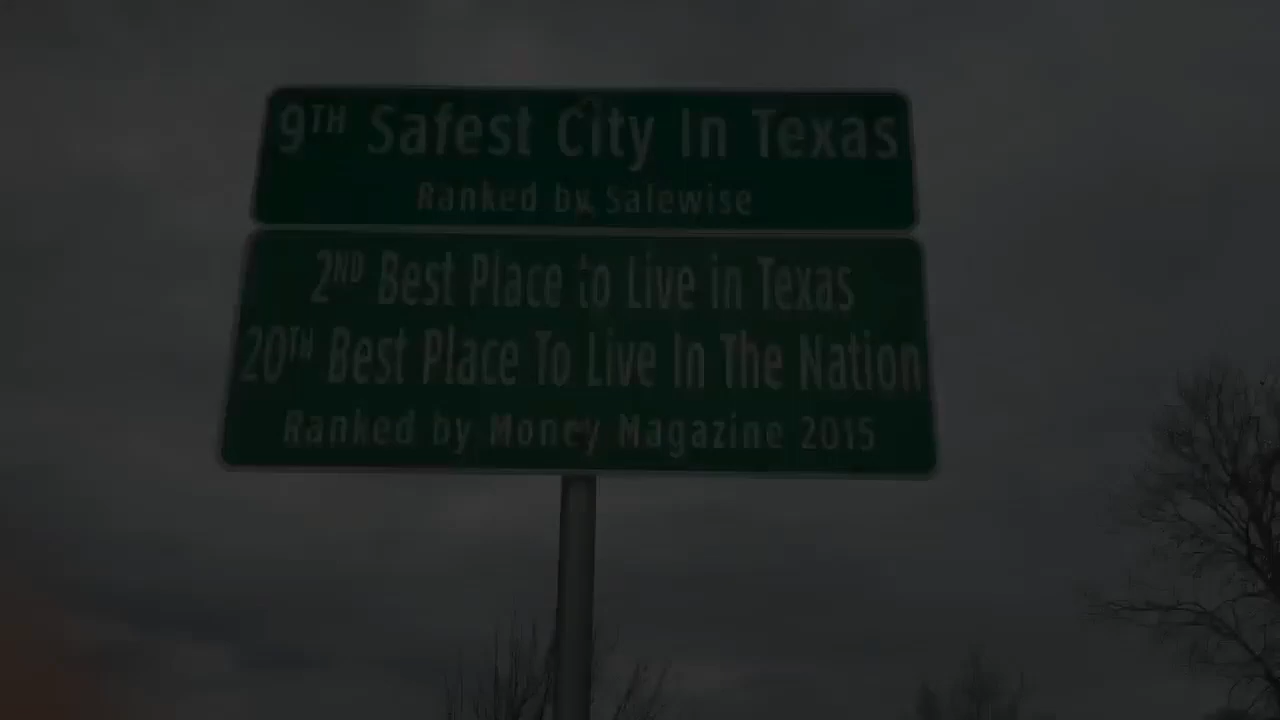 9TH Safest City In Texas
Ranked by Safewise
2ND Best Place to Live in Texas
20TH Best Place To Live In The Nation
Ranked by Money Magazine 2015